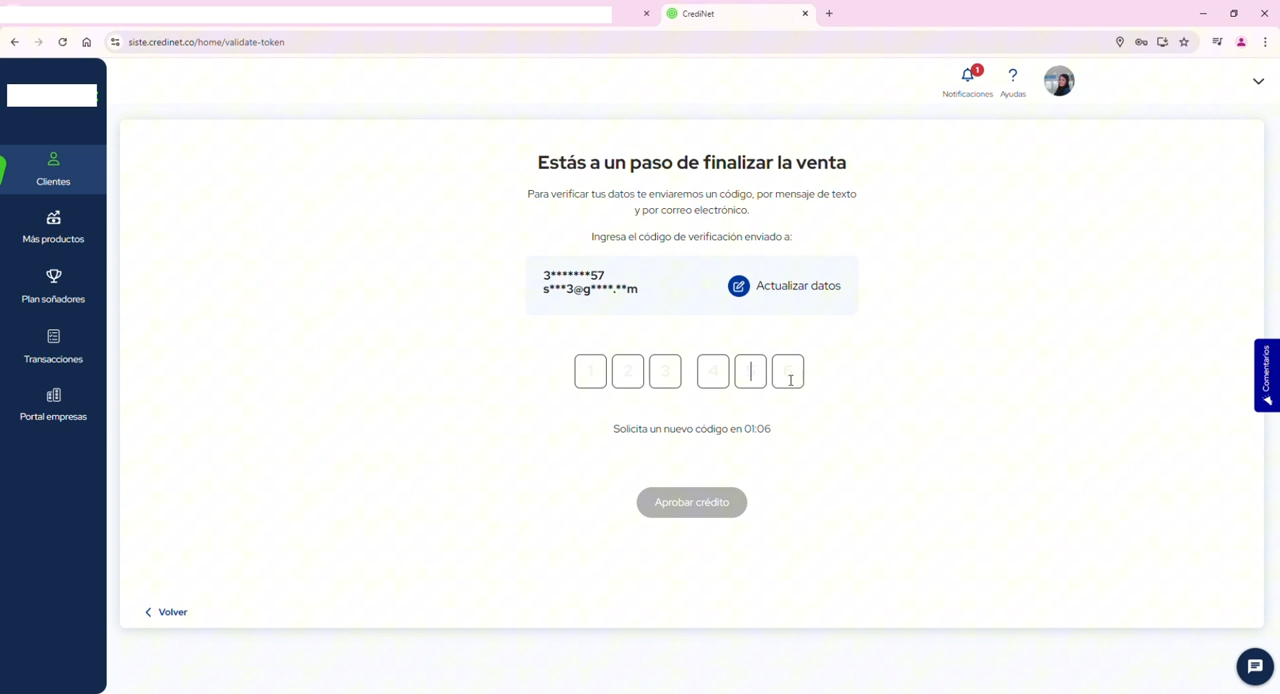 CrediNet
siste.credinet.co/home/validate-token
1
Notificaciones
Ayudas
Clientes
Más productos
Plan soñadores
Transacciones
Portal empresas
Estás a un paso de finalizar la venta
Para verificar tus datos te enviaremos un código, por mensaje de texto
y por correo electrónico.
Ingresa el código de verificación enviado a:
3*******57
s***3@g****.**m
Actualizar datos
1 2 3 4 5 6
Solicita un nuevo código en 01:06
Aprobar crédito
Volver
Comentarios